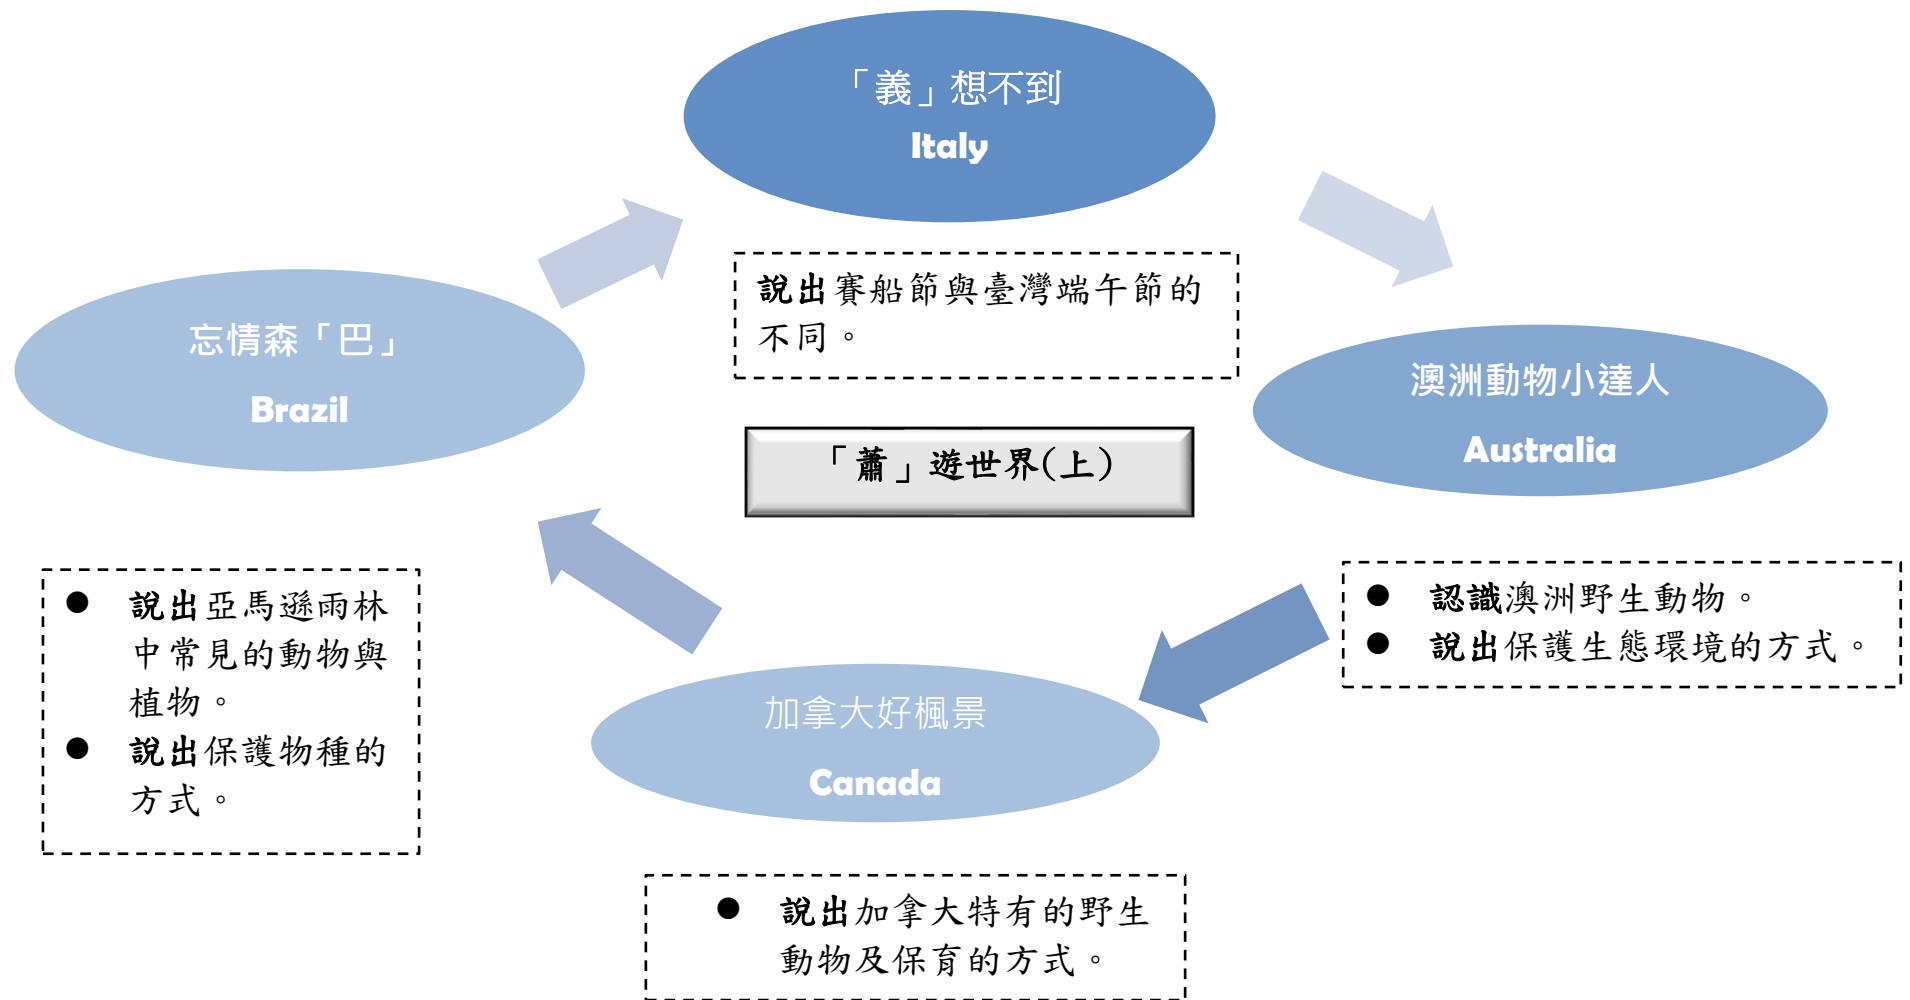 「義」想不到
Italy
說出賽船節與臺灣端午節的
不同。
忘情森「巴」
Brazil
澳洲動物小達人
Australia
「蕭」遊世界(上)
● 說出亞馬遜雨林
中常見的動物與
植物。
● 說出保護物種的
方式。
● 認識澳洲野生動物。
● 說出保護生態環境的方式。
加拿大好楓景
Canada
● 說出加拿大特有的野生
動物及保育的方式。